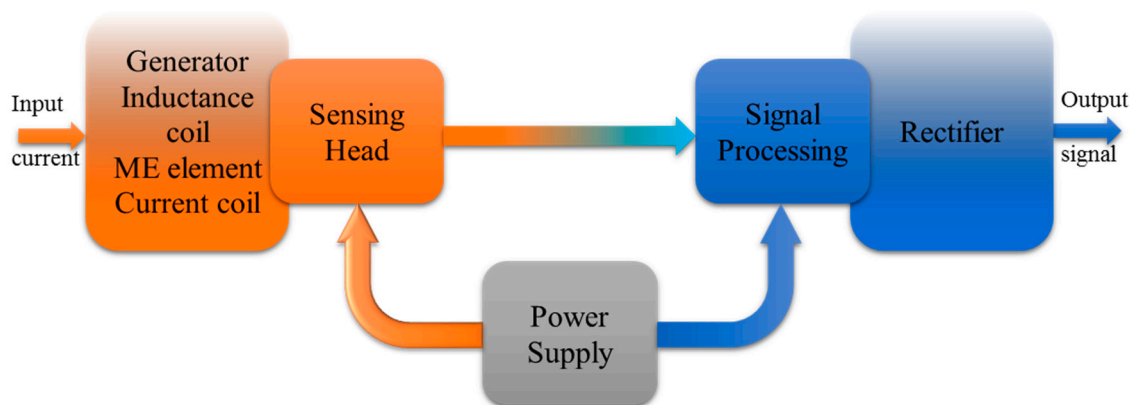 Input
current
Generator
Inductance
coil
ME element
Current coil
Sensing
Head
Signal
Processing
Rectifier
Output
signal
Power
Supply